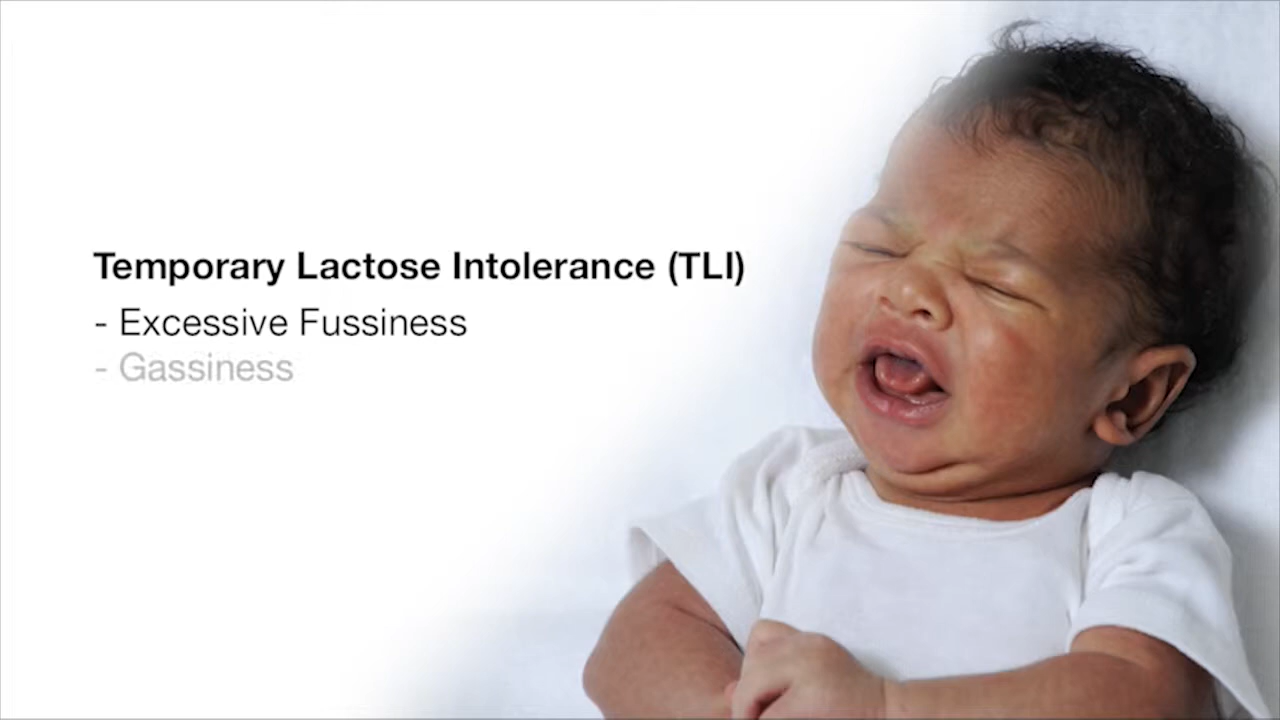 Temporary Lactose Intolerance (TLI)
- Excessive Fussiness
- Gassiness